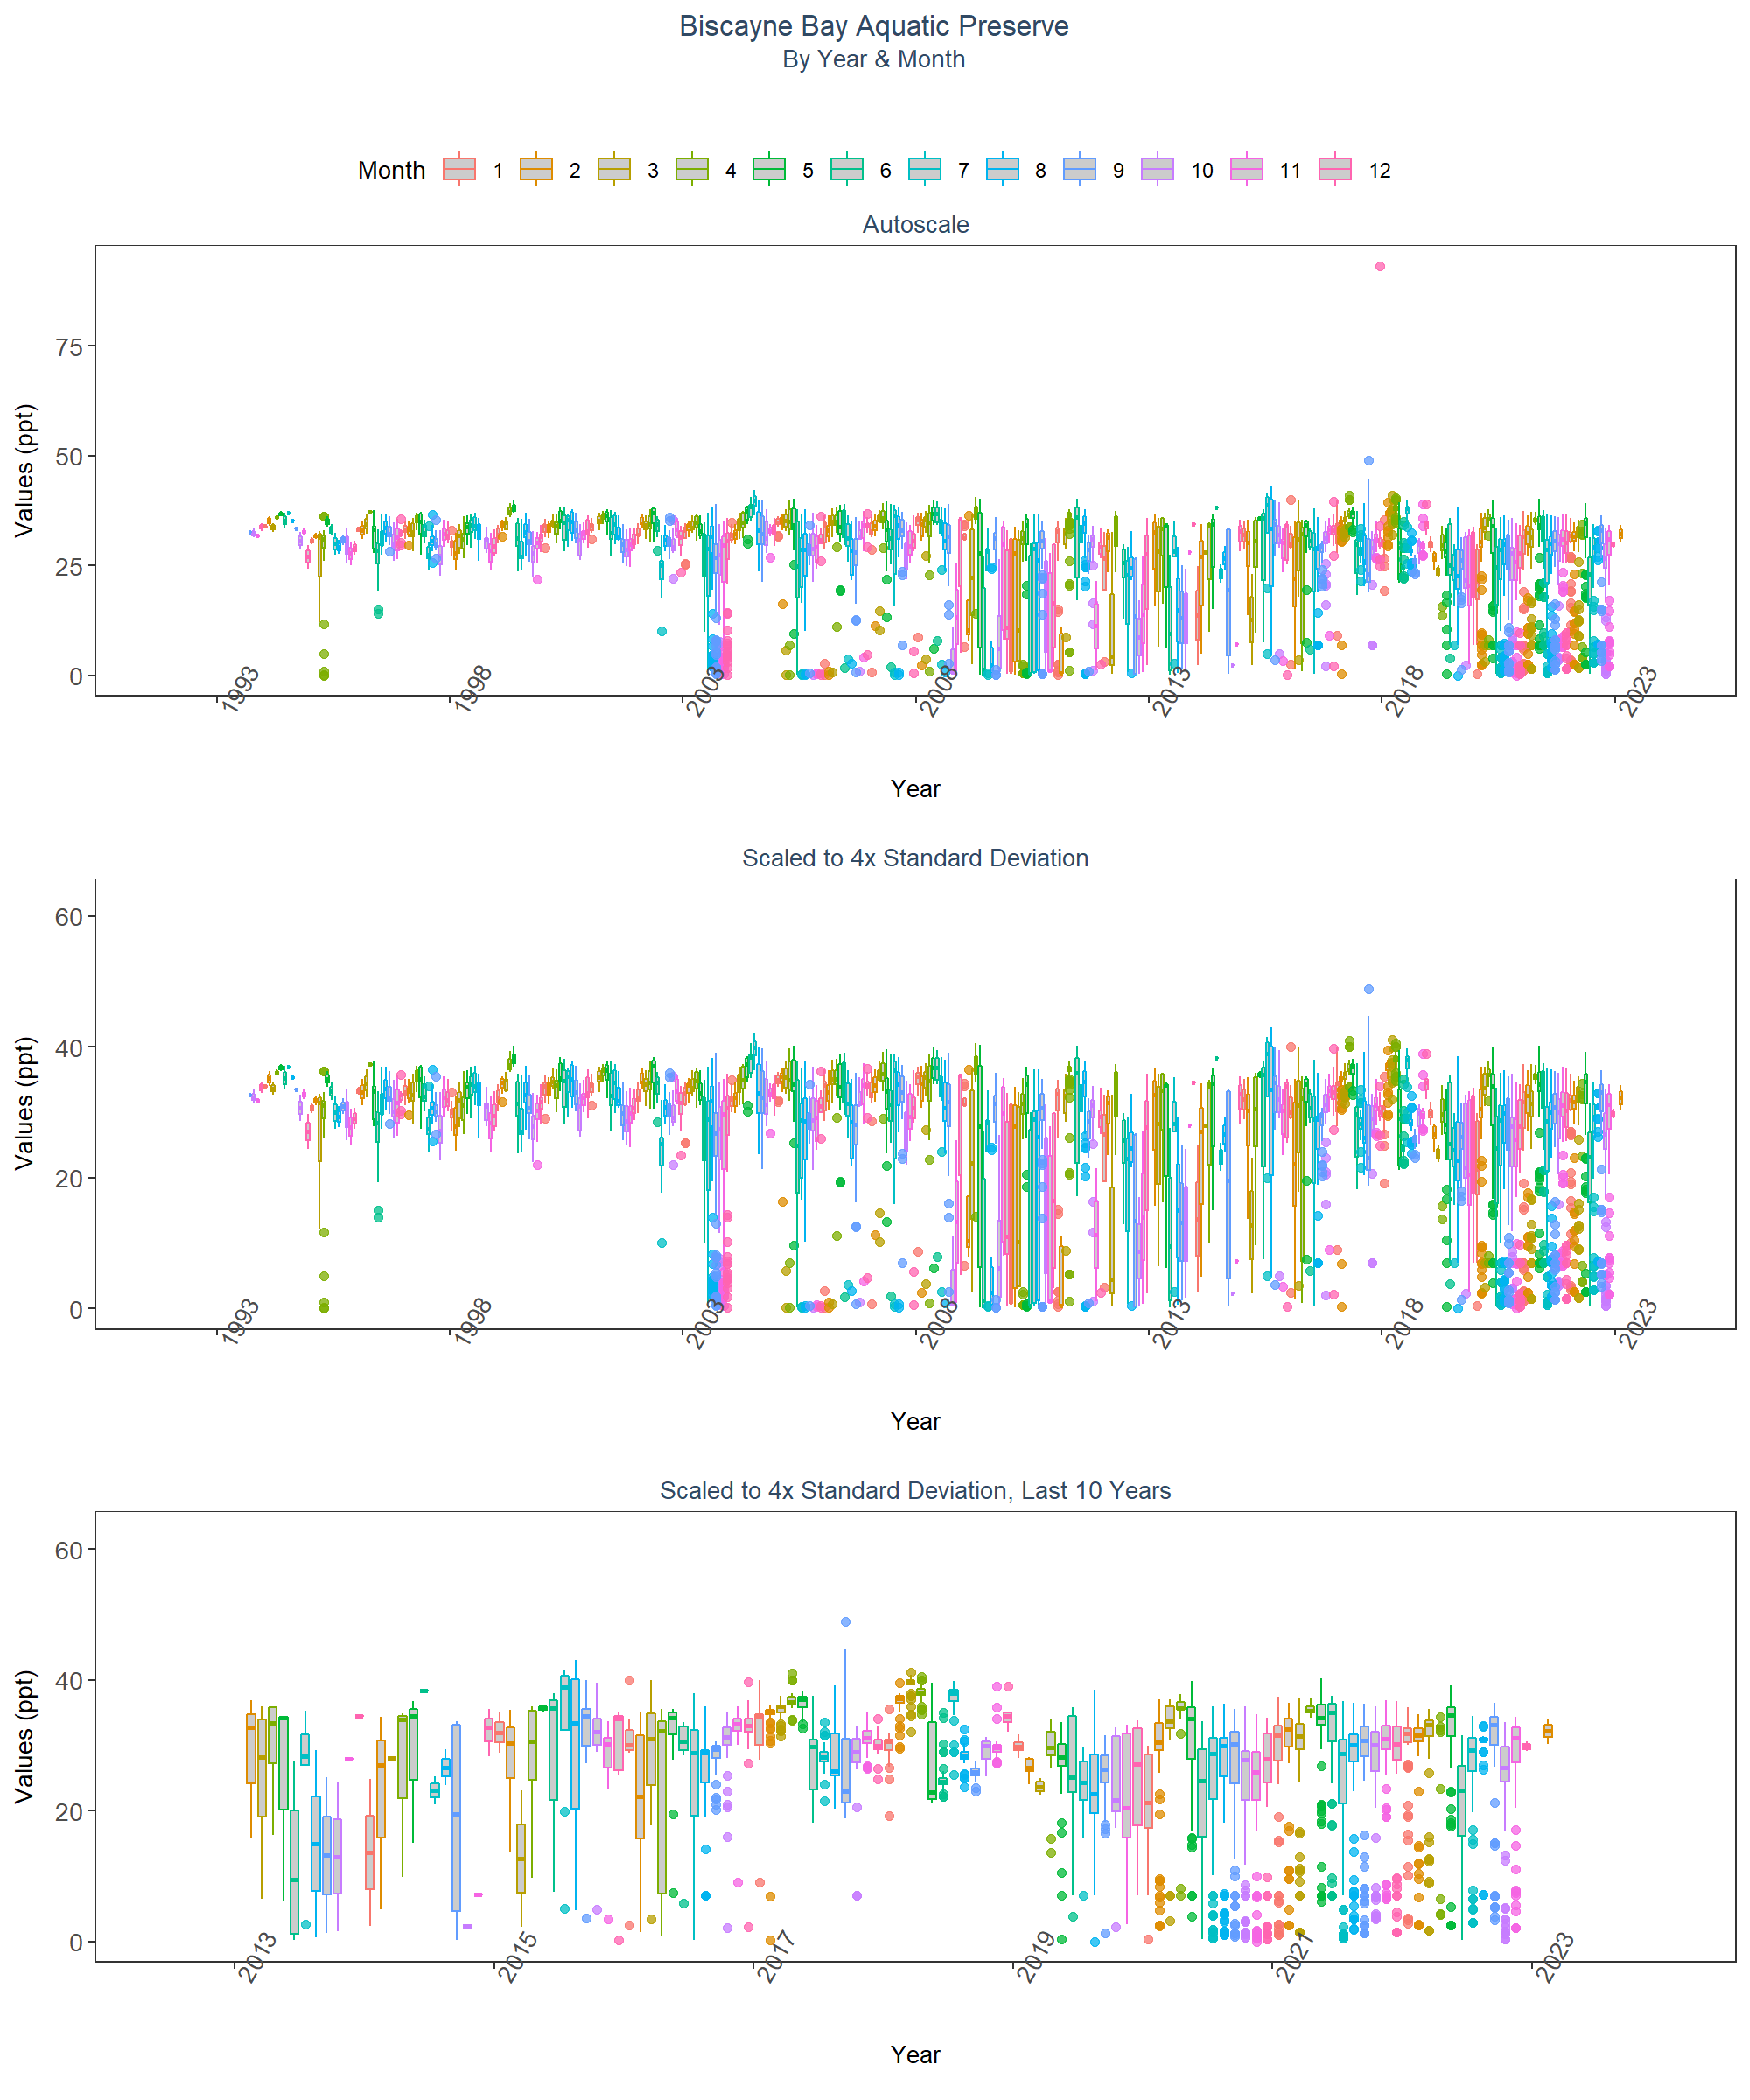 Biscayne Bay Aquatic Preserve
By Year & Month
Month 1 2 3 4 5 6 7 8 9 10 11 12
Autoscale
Values (ppt)
75
50
25
0
1993 1998 2003 2008 2013 2018 2023
Year
Scaled to 4x Standard Deviation
Values (ppt)
60
40
20
0
1993 1998 2003 2008 2013 2018 2023
Year
Scaled to 4x Standard Deviation, Last 10 Years
Values (ppt)
60
40
20
0
2013 2015 2017 2019 2021 2023
Year